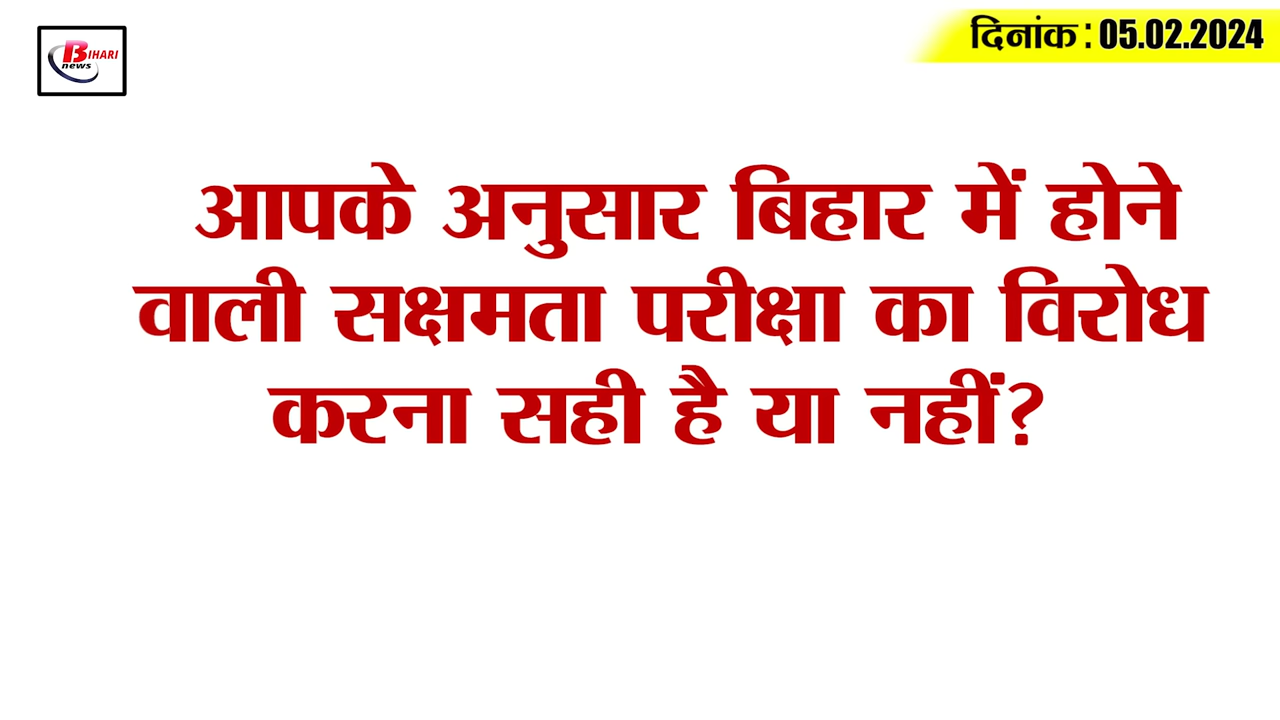 BIHARI
news
दिनांक : 05.02.2024
आपके अनुसार बिहार में होने
वाली सक्षमता परीक्षा का विरोध
करना सही है या नहीं?